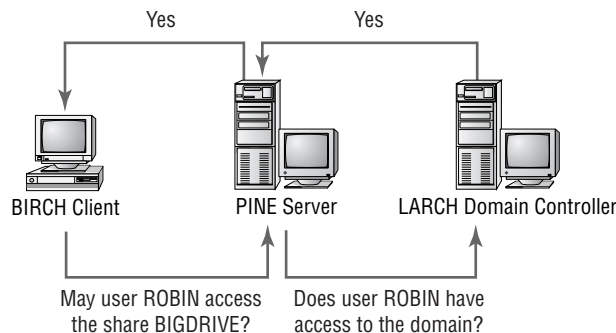 Yes
Yes
BIRCH Client
PINE Server
LARCH Domain Controller
May user ROBIN access
the share BIGDRIVE?
Does user ROBIN have
access to the domain?